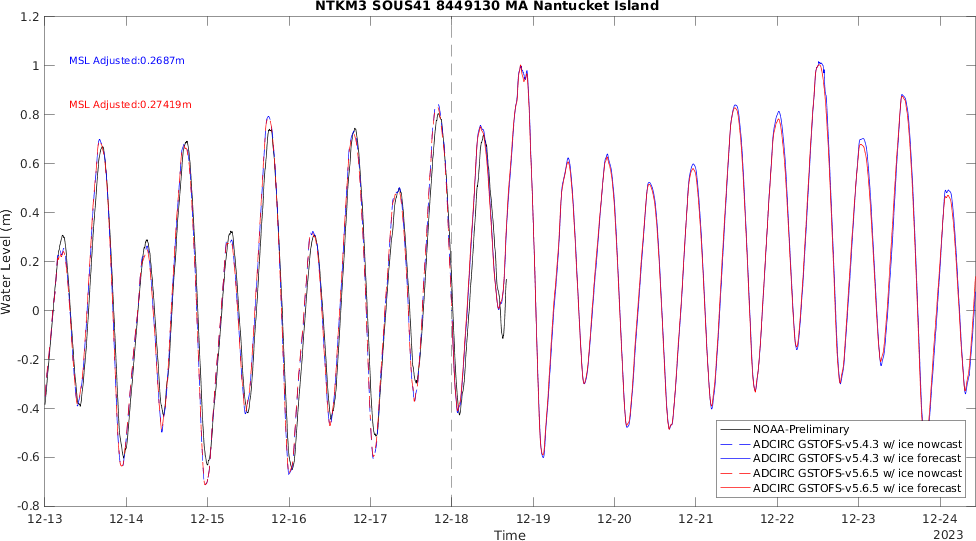 NTKM3 SOUS41 8449130 MA Nantucket Island
1.2
1
0.8
0.6
0.4
0.2
0
-0.2
-0.4
-0.6
-0.8
Water Level (m)
MSL Adjusted:0.2687m
MSL Adjusted:0.27419m
NOAA-Preliminary
ADCIRC GSTOFS-v5.4.3 w/ ice nowcast
ADCIRC GSTOFS-v5.4.3 w/ ice forecast
ADCIRC GSTOFS-v5.6.5 w/ ice nowcast
ADCIRC GSTOFS-v5.6.5 w/ ice forecast
12-13 12-14 12-15 12-16 12-17 12-18 12-19 12-20 12-21 12-22 12-23 12-24
Time
2023